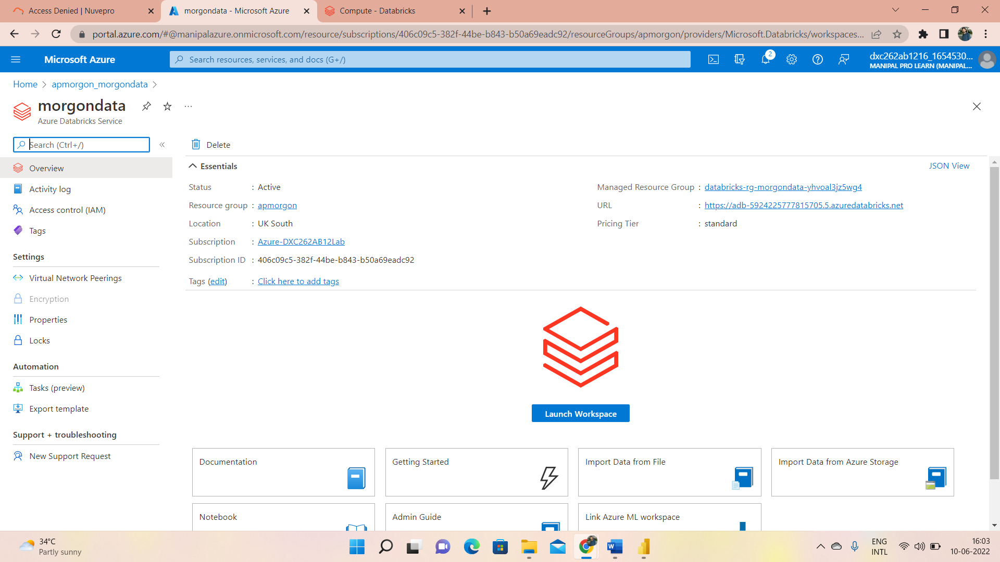 Access Denied | Nuvepro
morgondata - Microsoft Azure
Compute - Databricks
portal.azure.com/#@manipalazure.onmicrosoft.com/resource/subscriptions/406c09c5-382f-44be-b843-b50a69eadc92/resourceGroups/apmorgon/providers/Microsoft.Databricks/workspaces...
Microsoft Azure
Search resources, services, and docs (G+/)
2
dxc262ab1216_1654530...
MANIPAL PRO LEARN (MANIPAL...
Home > apmorgon_morgondata >
morgondata
Azure Databricks Service
Search (Ctrl+/)
«
Delete
Overview
Activity log
Access control (IAM)
Tags
Settings
Virtual Network Peerings
Encryption
Properties
Locks
Automation
Tasks (preview)
Export template
Support + troubleshooting
New Support Request
Essentials
JSON View
Status : Active
Resource group : apmorgon
Location : UK South
Subscription : Azure-DXC262AB12Lab
Subscription ID : 406c09c5-382f-44be-b843-b50a69eadc92
Tags (edit) : Click here to add tags
Managed Resource Group : databricks-rg-morgondata-yhvoal3jz5wg4
URL : https://adb-5924225777815705.5.azuredatabricks.net
Pricing Tier : standard
Launch Workspace
Documentation
Getting Started
Import Data from File
Import Data from Azure Storage
Notebook
Admin Guide
Link Azure ML workspace
34°C
Partly sunny
ENG
INTL
16:03
10-06-2022